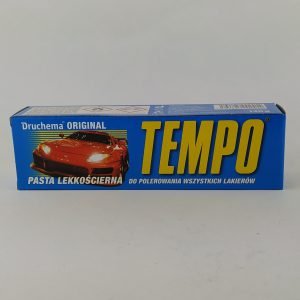 Druchema ORIGINAL
TEMPO
PASTA LEKKOŚCIERNA
DO POLEROWANIA WSZYSTKICH LAKIERÓW